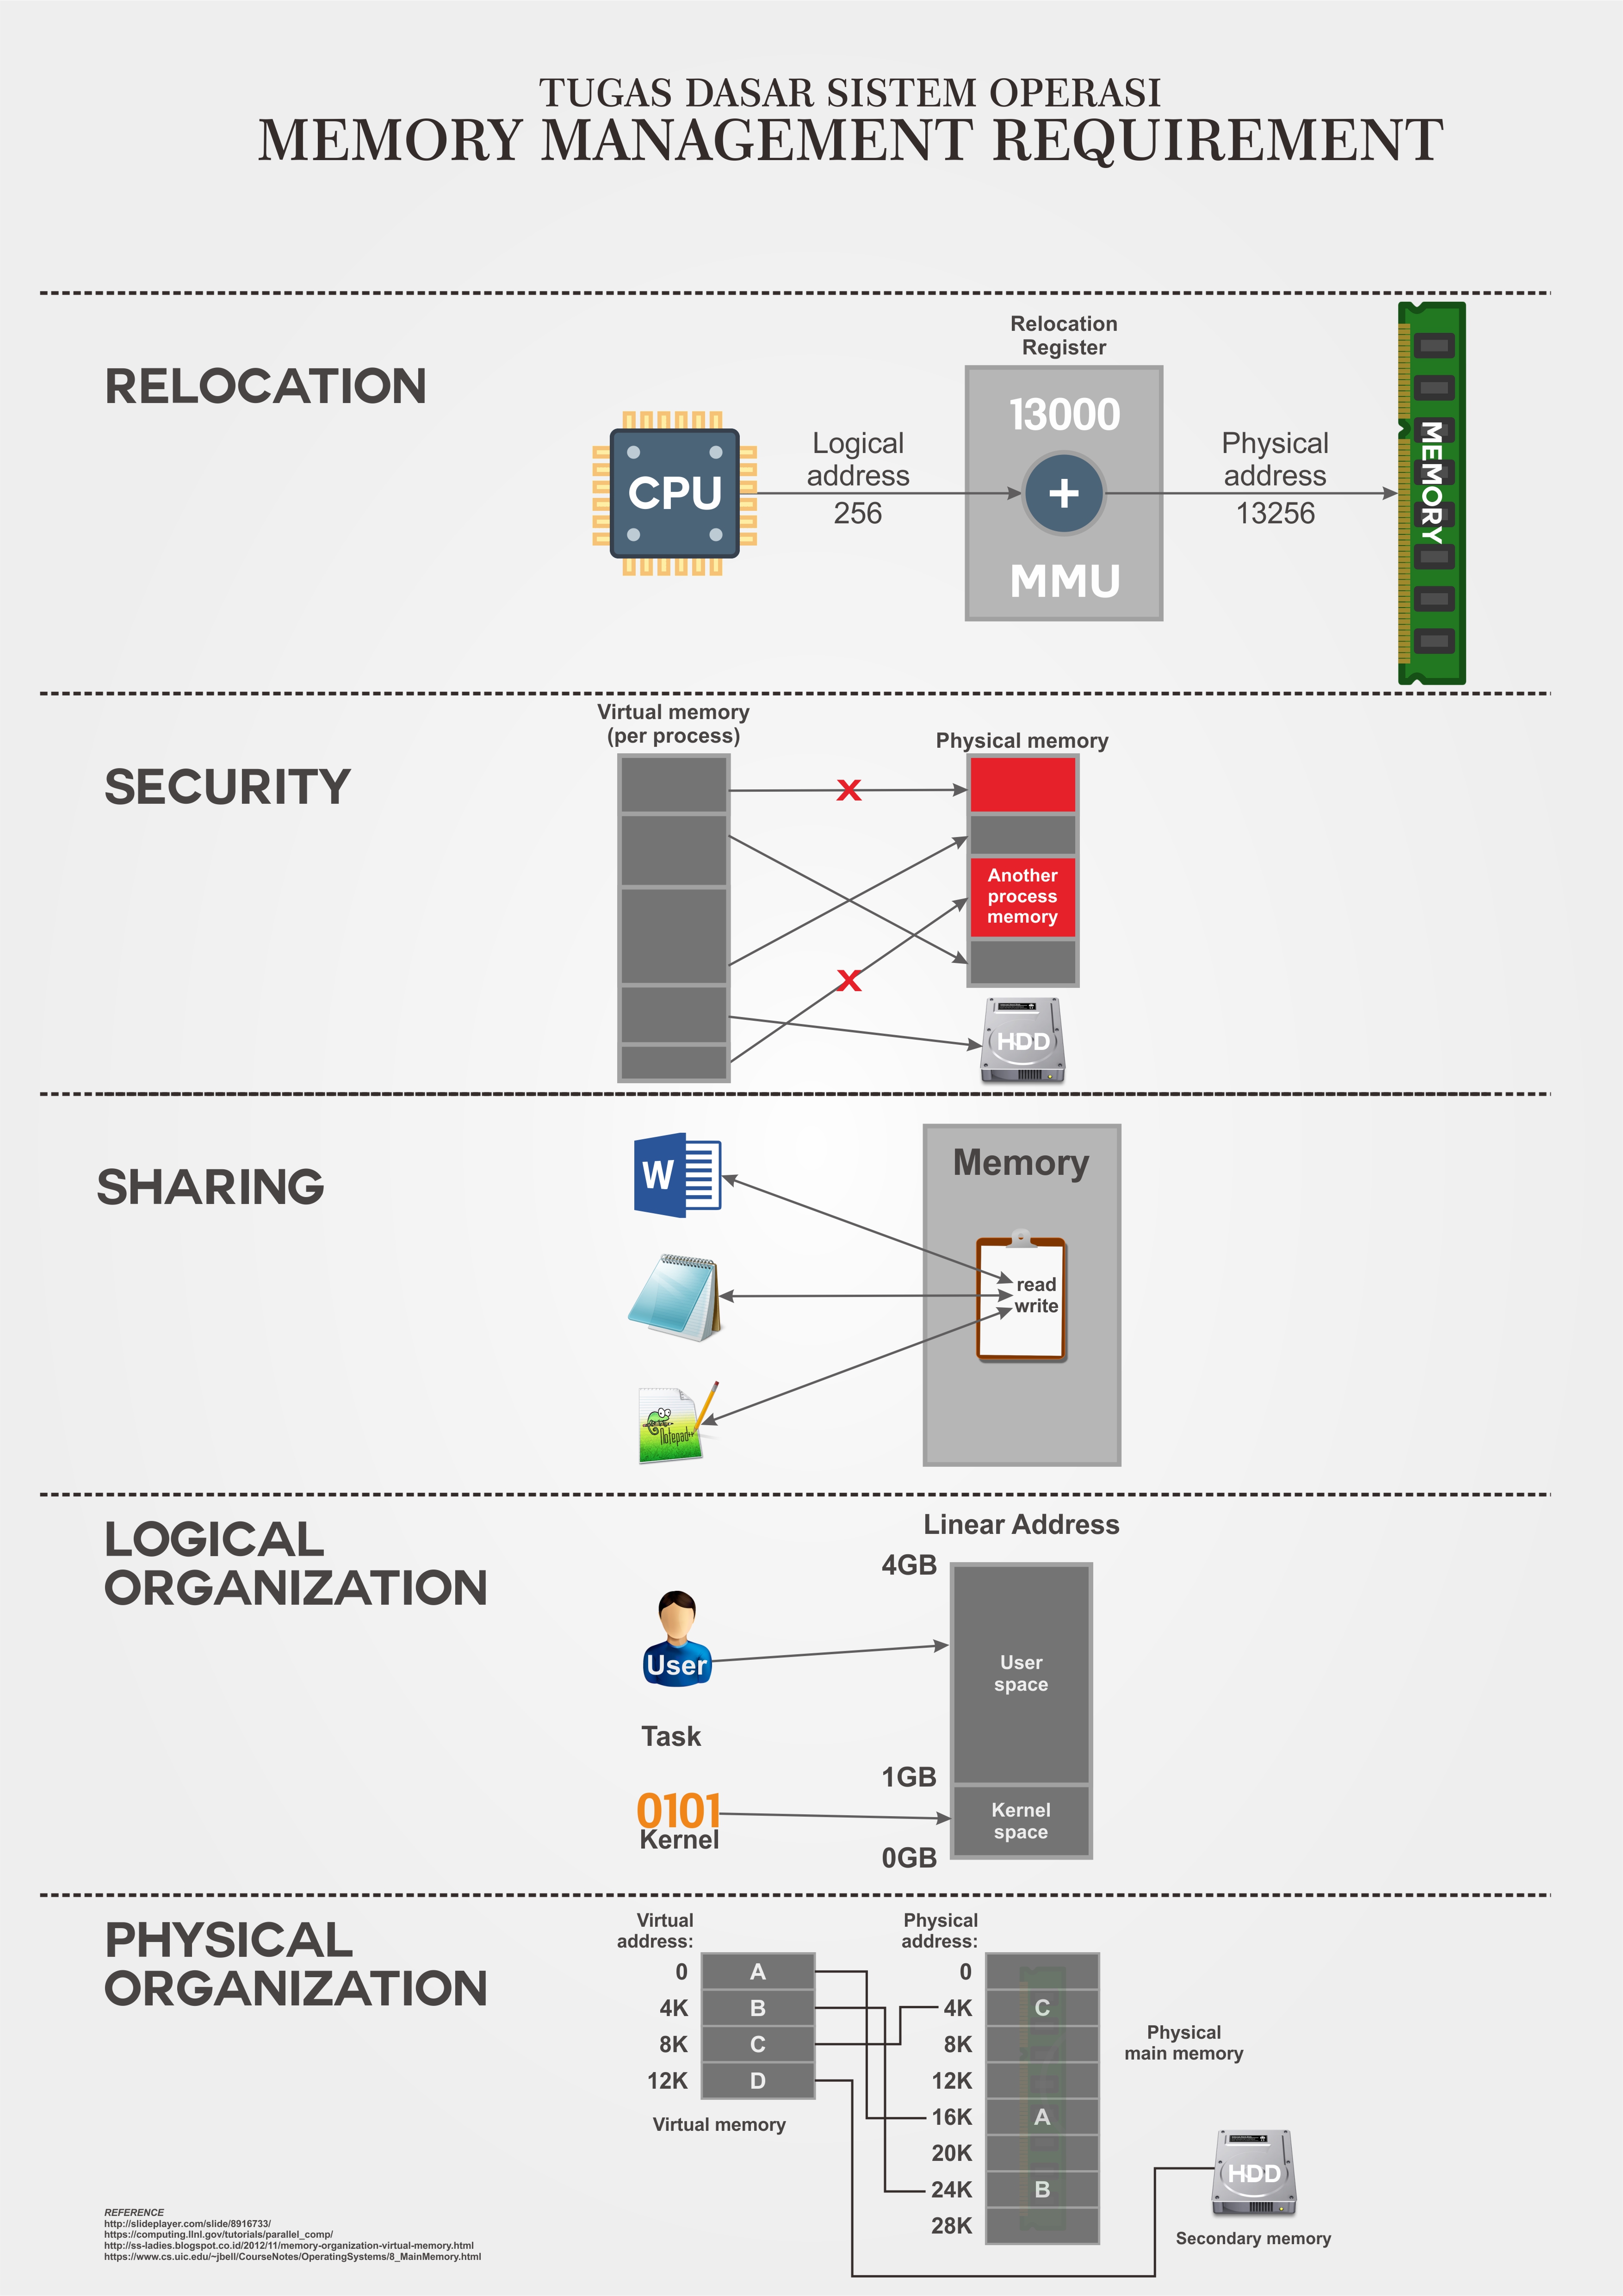 TUGAS DASAR SISTEM OPERASI
MEMORY MANAGEMENT REQUIREMENT
RELOCATION
CPU
Logical
address
256
Relocation
Register
13000
+
MMU
Physical
address
13256
MEMORY
SECURITY
Virtual memory
(per process)
Physical memory
X
Another
process
memory
X
HDD
SHARING
W
Notepad++
Memory
read
write
LOGICAL
ORGANIZATION
Linear Address
4GB
User
User
space
Task
1GB
0101
Kernel
Kernel
space
0GB
PHYSICAL
ORGANIZATION
Virtual
address:
0 A
4K B
8K C
12K D
Virtual memory
Physical
address:
0
4K C
8K
12K
16K A
20K
24K B
28K
Physical
main memory
HDD
Secondary memory
REFERENCE
http://slideplayer.com/slide/8916733/
https://computing.llnl.gov/tutorials/parallel_comp/
http://ss-ladies.blogspot.co.id/2012/11/memory-organization-virtual-memory.html
https://www.cs.uic.edu/~jbell/CourseNotes/OperatingSystems/8_MainMemory.html